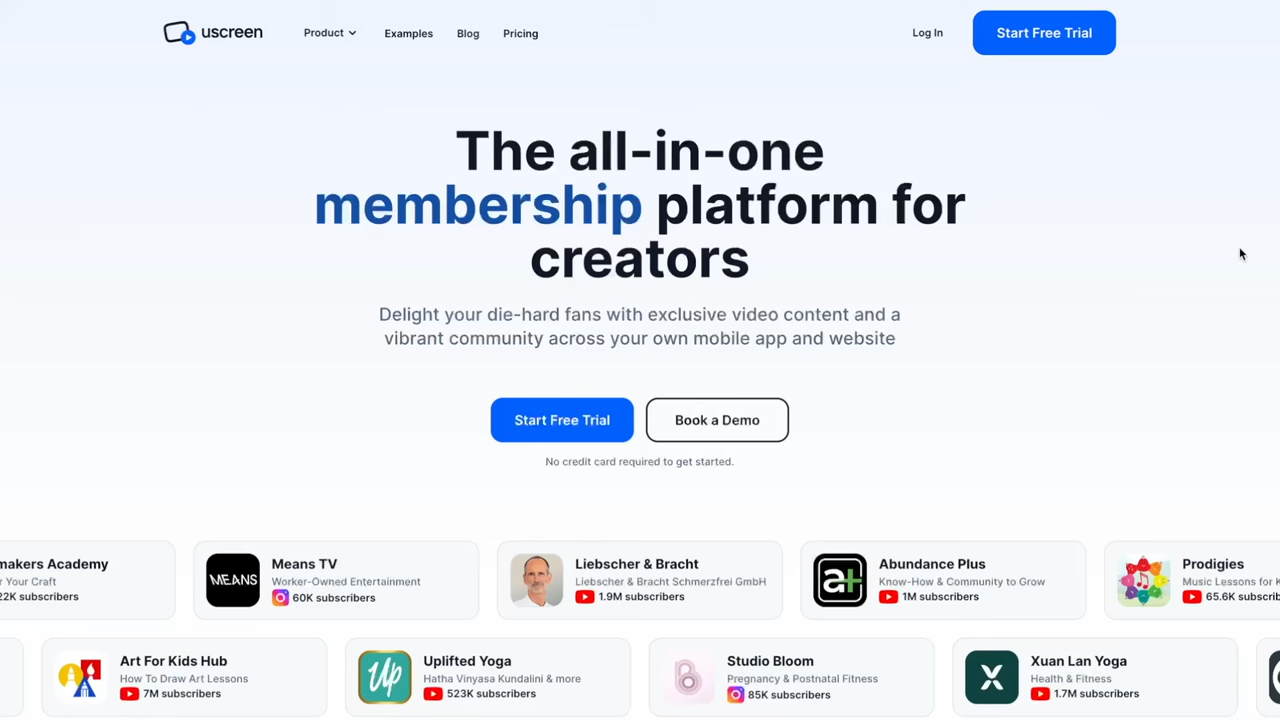 uscreen
Product
Examples
Blog
Pricing
Log In
Start Free Trial
The all-in-one
membership platform for
creators
Delight your die-hard fans with exclusive video content and a
vibrant community across your own mobile app and website
Start Free Trial
Book a Demo
No credit card required to get started.
makers Academy
r Your Craft
22K subscribers
MEANS
Means TV
Worker-Owned Entertainment
60K subscribers
Liebscher & Bracht
Liebscher & Bracht Schmerzfrei GmbH
1.9M subscribers
a+
Abundance Plus
Know-How & Community to Grow
1M subscribers
Prodigies
Music Lessons for K
65.6K subscrib
Art For Kids Hub
How To Draw Art Lessons
7M subscribers
Up
Uplifted Yoga
Hatha Vinyasa Kundalini & more
523K subscribers
Studio Bloom
Pregnancy & Postnatal Fitness
85K subscribers
Xuan Lan Yoga
Health & Fitness
1.7M subscribers